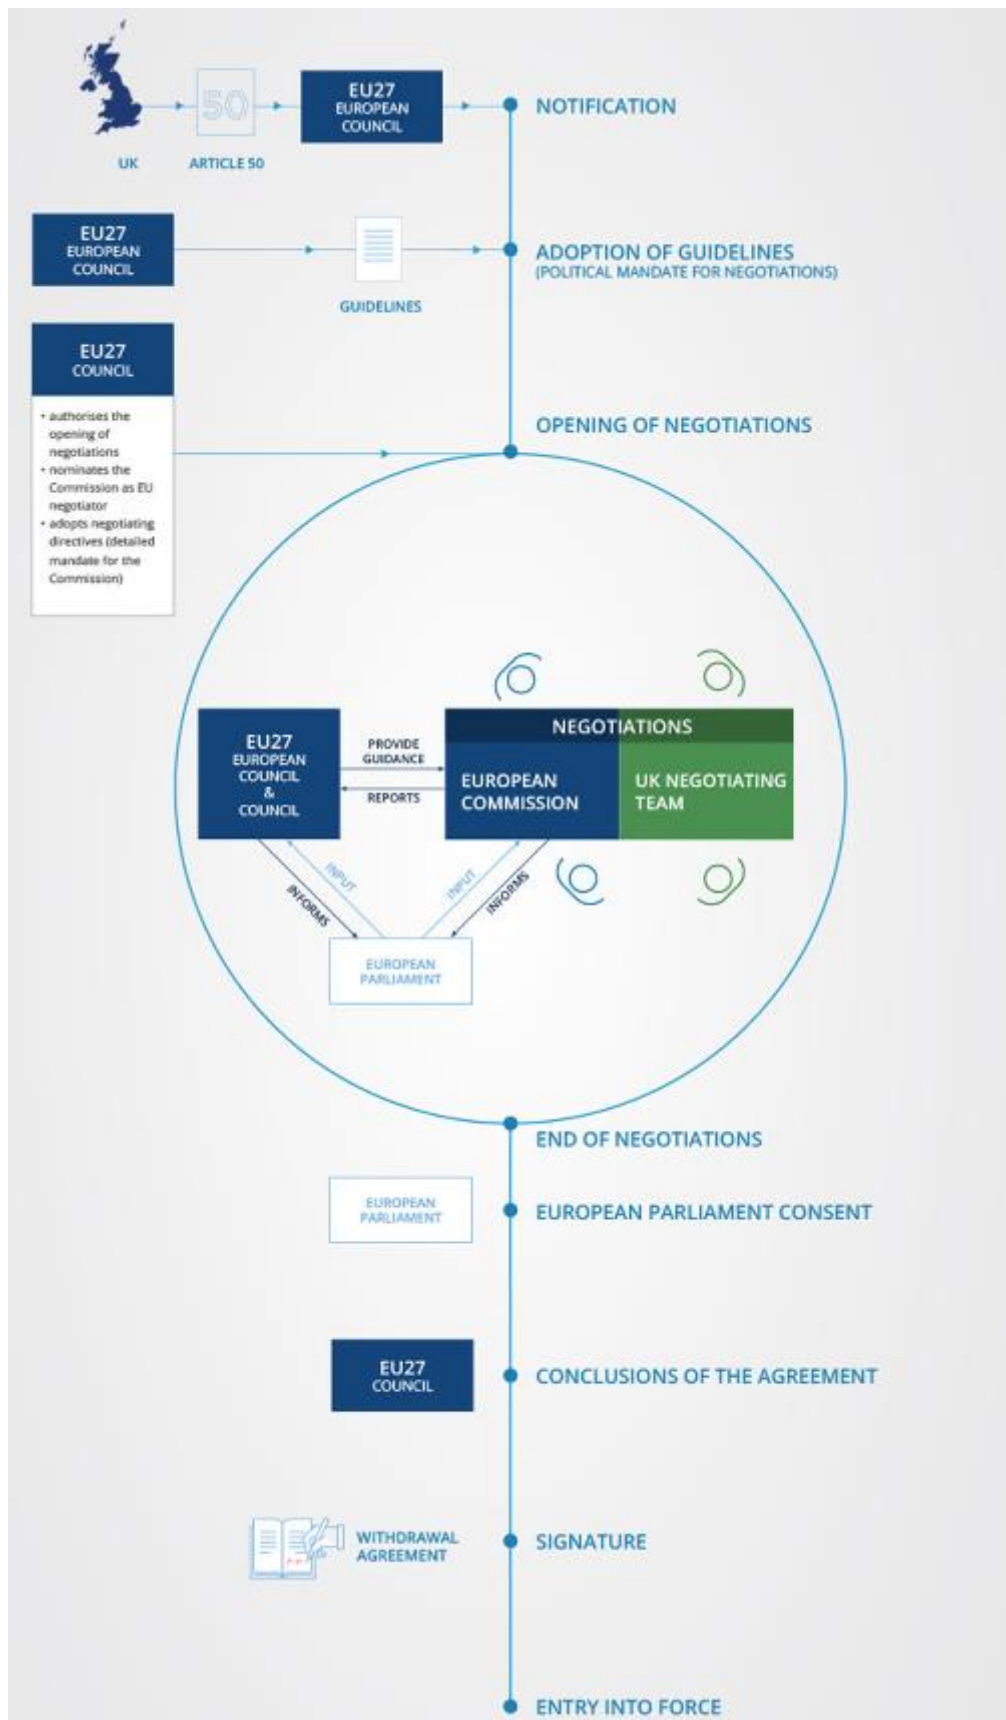 50
EU27
EUROPEAN
COUNCIL
NOTIFICATION
UK
ARTICLE 50
EU27
EUROPEAN
COUNCIL
ADOPTION OF GUIDELINES
(POLITICAL MANDATE FOR NEGOTIATIONS)
GUIDELINES
EU27
COUNCIL
• authorises the
opening of
negotiations
• nominates the
Commission as EU
negotiator
• adopts negotiating
directives (detailed
mandate for the
Commission)
OPENING OF NEGOTIATIONS
EU27
EUROPEAN
COUNCIL
&
COUNCIL
PROVIDE
GUIDANCE
REPORTS
NEGOTIATIONS
EUROPEAN
COMMISSION
UK NEGOTIATING
TEAM
INPUT
INFORMS
INPUT
INFORMS
EUROPEAN
PARLIAMENT
END OF NEGOTIATIONS
EUROPEAN
PARLIAMENT
EUROPEAN PARLIAMENT CONSENT
EU27
COUNCIL
CONCLUSIONS OF THE AGREEMENT
WITHDRAWAL
AGREEMENT
SIGNATURE
ENTRY INTO FORCE